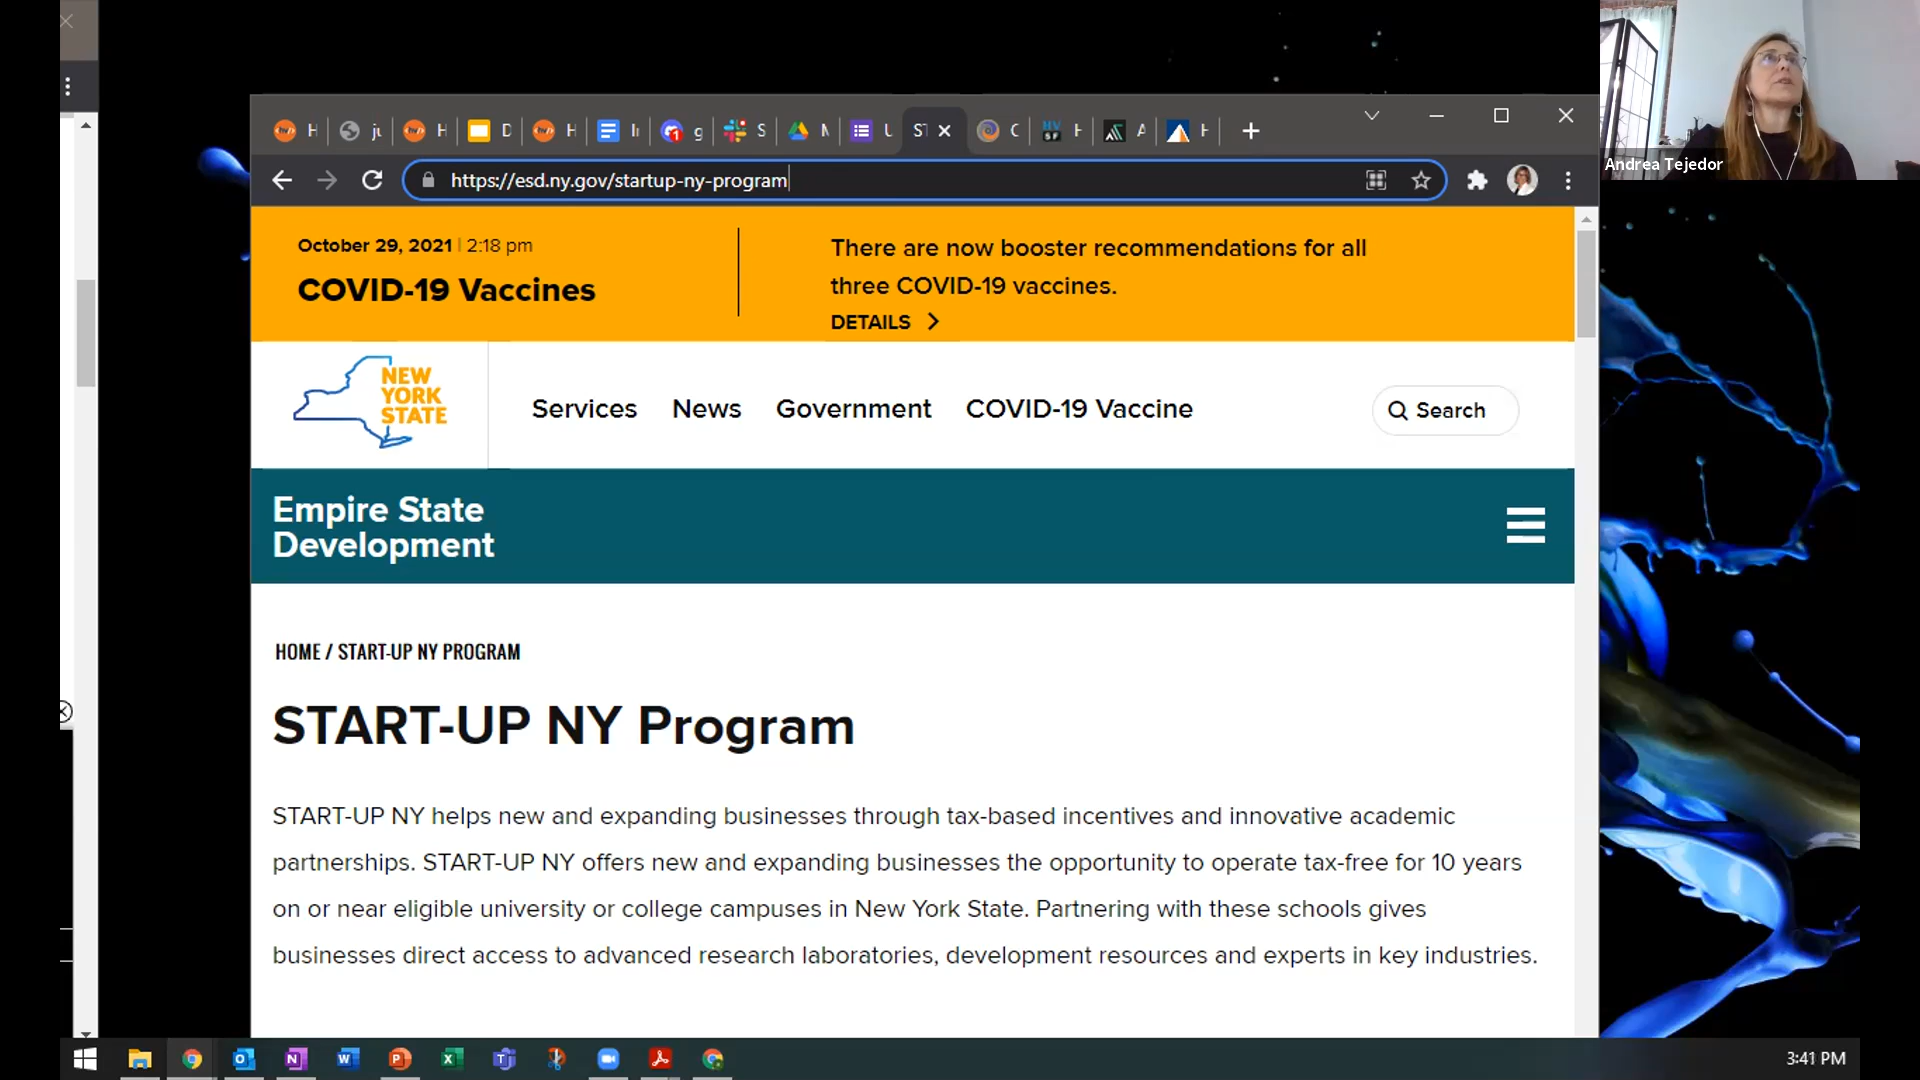 H
ju
H
D
H
I
g
S
M
U
ST
C
H
A
H
https://esd.ny.gov/startup-ny-program
Andrea Tejedor
October 29, 2021 | 2:18 pm
COVID-19 Vaccines
There are now booster recommendations for all
three COVID-19 vaccines.
DETAILS
NEW
YORK
STATE
Services
News
Government
COVID-19 Vaccine
Search
Empire State
Development
HOME / START-UP NY PROGRAM
START-UP NY Program
START-UP NY helps new and expanding businesses through tax-based incentives and innovative academic
partnerships. START-UP NY offers new and expanding businesses the opportunity to operate tax-free for 10 years
on or near eligible university or college campuses in New York State. Partnering with these schools gives
businesses direct access to advanced research laboratories, development resources and experts in key industries.
3:41 PM